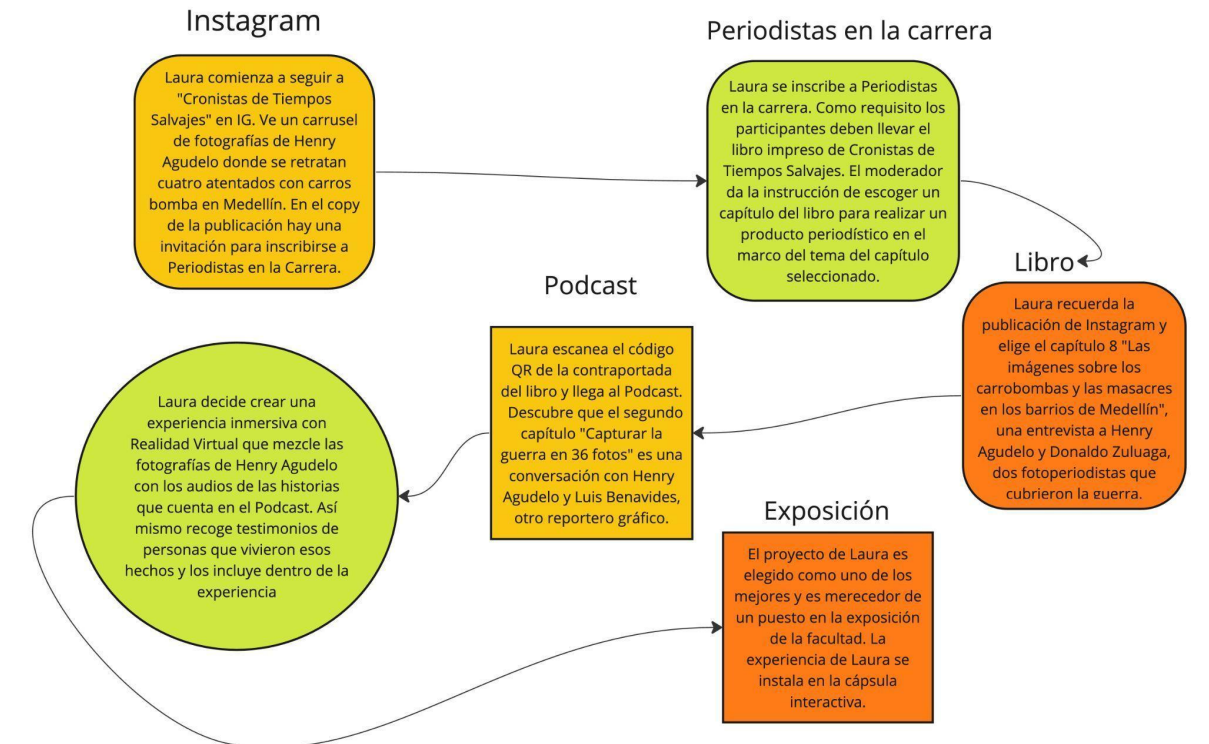 Instagram
Laura comienza a seguir a
"Cronistas de Tiempos
Salvajes" en IG. Ve un carrusel
de fotografías de Henry
Agudelo donde se retratan
cuatro atentados con carros
bomba en Medellín. En el copy
de la publicación hay una
invitación para inscribirse a
Periodistas en la Carrera.
Periodistas en la carrera
Laura se inscribe a Periodistas
en la carrera. Como requisito los
participantes deben llevar el
libro impreso de Cronistas de
Tiempos Salvajes. El moderador
da la instrucción de escoger un
capítulo del libro para realizar un
producto periodístico en el
marco del tema del capítulo
seleccionado.
Libro
Laura recuerda la
publicación de Instagram y
elige el capítulo 8 "Las
imágenes sobre los
carrobombas y las masacres
en los barrios de Medellín",
una entrevista a Henry
Agudelo y Donaldo Zuluaga,
dos fotoperiodistas que
cubrieron la guerra.
Podcast
Laura escanea el código
QR de la contraportada
del libro y llega al Podcast.
Descubre que el segundo
capítulo "Capturar la
guerra en 36 fotos" es una
conversación con Henry
Agudelo y Luis Benavides,
otro reportero gráfico.
Laura decide crear una
experiencia inmersiva con
Realidad Virtual que mezcle las
fotografías de Henry Agudelo
con los audios de las historias
que cuenta en el Podcast. Así
mismo recoge testimonios de
personas que vivieron esos
hechos y los incluye dentro de la
experiencia
Exposición
El proyecto de Laura es
elegido como uno de los
mejores y es merecedor de
un puesto en la exposición
de la facultad. La
experiencia de Laura se
instala en la cápsula
interactiva.